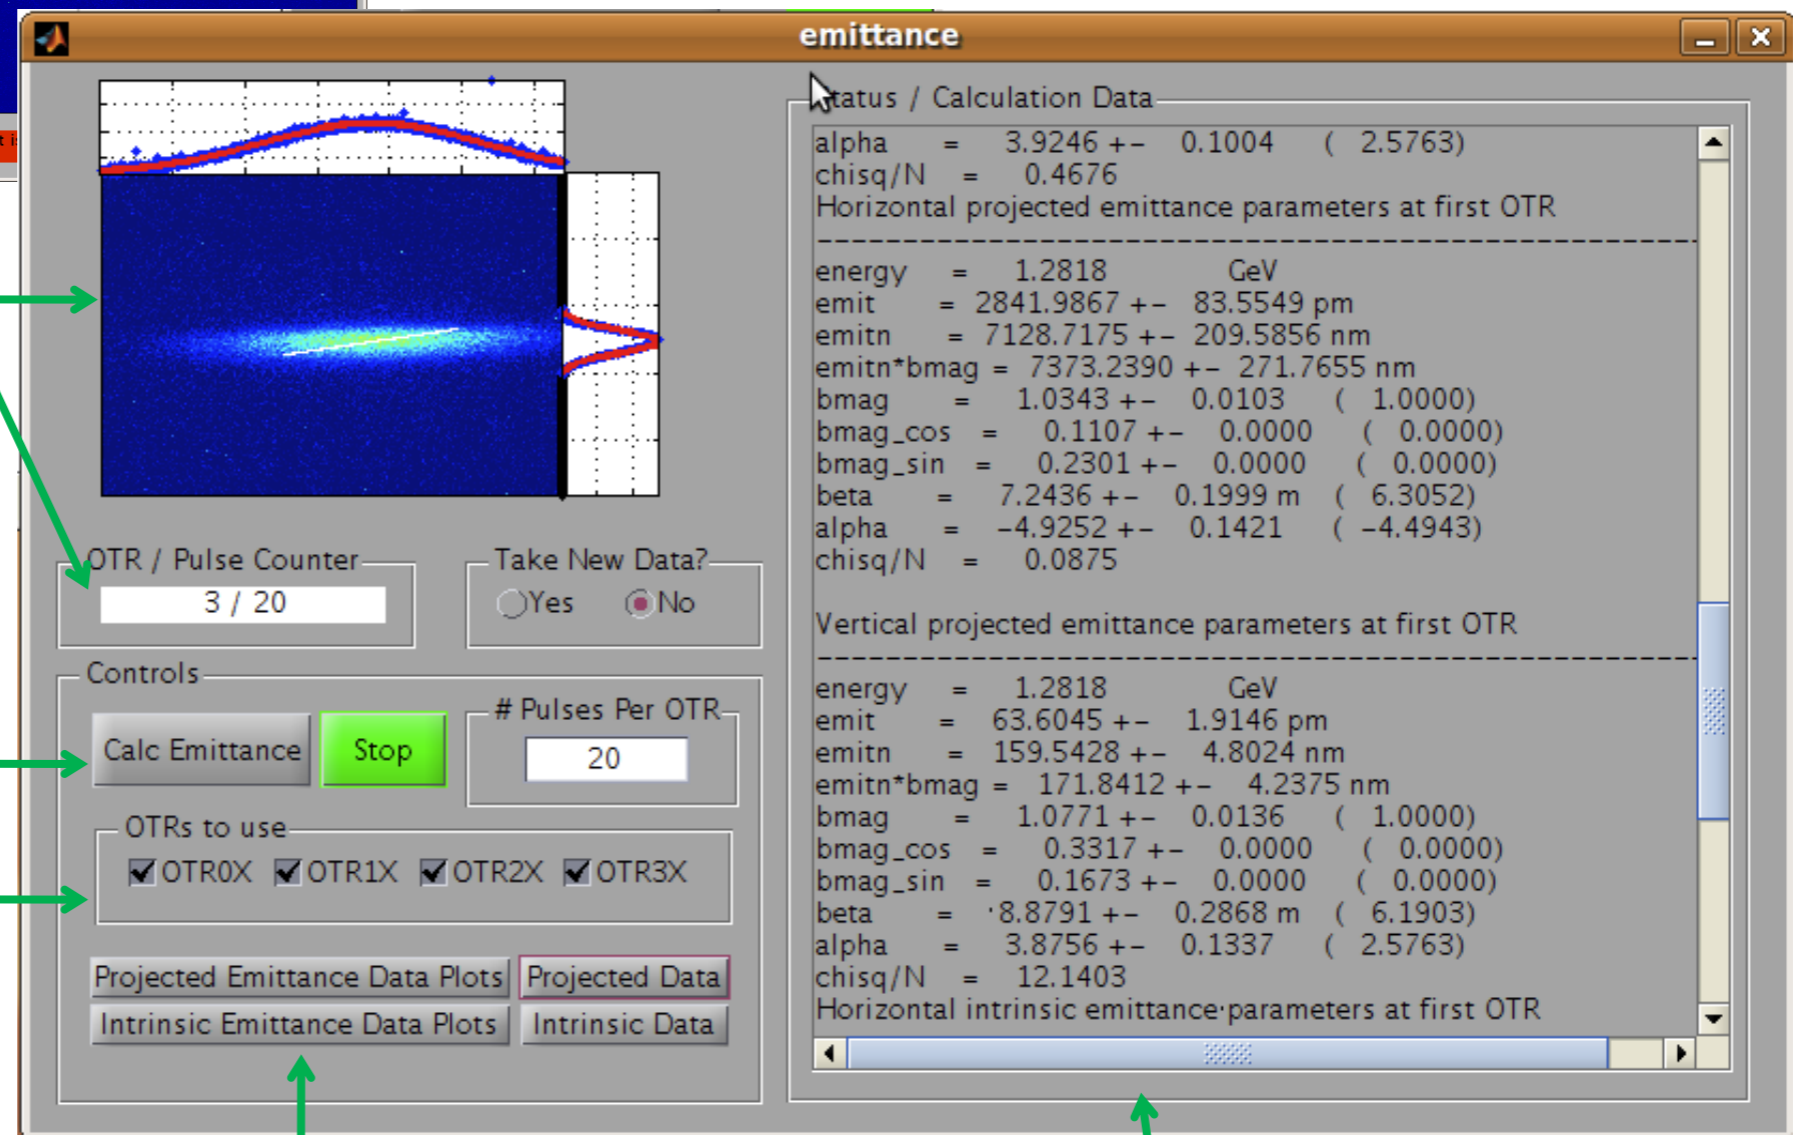 emittance
t i
OTR / Pulse Counter
3 / 20
Take New Data?
Yes No
Controls
Calc Emittance
Stop
# Pulses Per OTR
20
OTRs to use
OTR0X OTR1X OTR2X OTR3X
Projected Emittance Data Plots
Projected Data
Intrinsic Emittance Data Plots
Intrinsic Data
Status / Calculation Data
alpha = 3.9246 +- 0.1004 ( 2.5763)
chisq/N = 0.4676
Horizontal projected emittance parameters at first OTR
------------------------------------------------------------
energy = 1.2818 GeV
emit = 2841.9867 +- 83.5549 pm
emitn = 7128.7175 +- 209.5856 nm
emitn*bmag = 7373.2390 +- 271.7655 nm
bmag = 1.0343 +- 0.0103 ( 1.0000)
bmag_cos = 0.1107 +- 0.0000 ( 0.0000)
bmag_sin = 0.2301 +- 0.0000 ( 0.0000)
beta = 7.2436 +- 0.1999 m ( 6.3052)
alpha = -4.9252 +- 0.1421 ( -4.4943)
chisq/N = 0.0875
Vertical projected emittance parameters at first OTR
------------------------------------------------------------
energy = 1.2818 GeV
emit = 63.6045 +- 1.9146 pm
emitn = 159.5428 +- 4.8024 nm
emitn*bmag = 171.8412 +- 4.2375 nm
bmag = 1.0771 +- 0.0136 ( 1.0000)
bmag_cos = 0.3317 +- 0.0000 ( 0.0000)
bmag_sin = 0.1673 +- 0.0000 ( 0.0000)
beta = 8.8791 +- 0.2868 m ( 6.1903)
alpha = 3.8756 +- 0.1337 ( 2.5763)
chisq/N = 12.1403
Horizontal intrinsic emittance parameters at first OTR